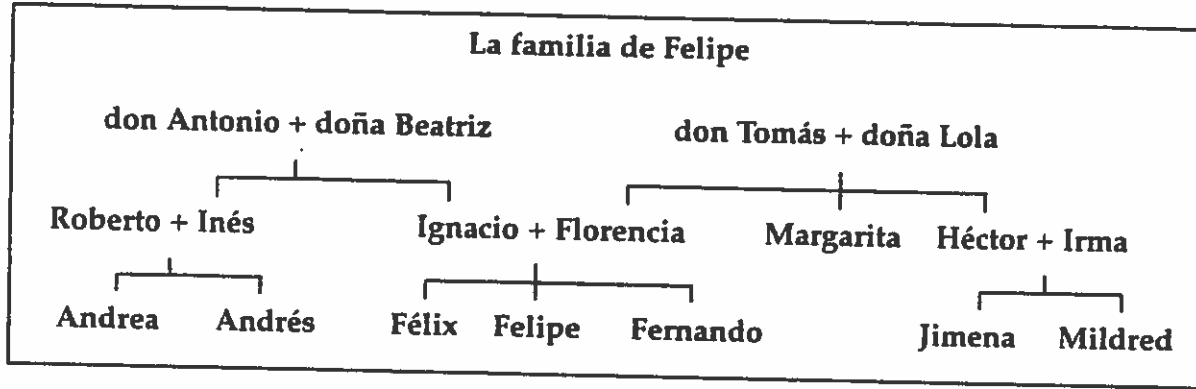 La familia de Felipe
don Antonio + doña Beatriz don Tomás + doña Lola
Roberto + Inés Ignacio + Florencia Margarita Héctor + Irma
Andrea Andrés Félix Felipe Fernando Jimena Mildred